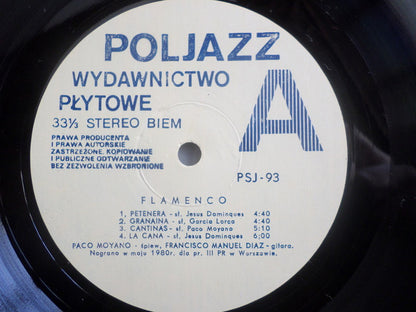 POLJAZZ
WYDAWNICTWO
PŁYTOWE
33⅓ STEREO BIEM
PRAWA PRODUCENTA
I PRAWA AUTORSKIE
ZASTRZEŻONE, KOPIOWANIE
I PUBLICZNE ODTWARZANIE
BEZ ZEZWOLENIA WZBRONIONE
A
PSJ-93
FLAMENCO
1. PETENERA - sł. Jesus Dominques 4:40
2. GRANAINA - sł. Garcia Lorca 4:40
3. CANTINAS - sł. Paco Moyano 5:10
4. LA CANA - sł. Jesus Dominques 6:00
PACO MOYANO - śpiew, FRANCISCO MANUEL DIAZ - gitara.
Nagrano w maju 1980r. dla pr. III PR w Warszawie.